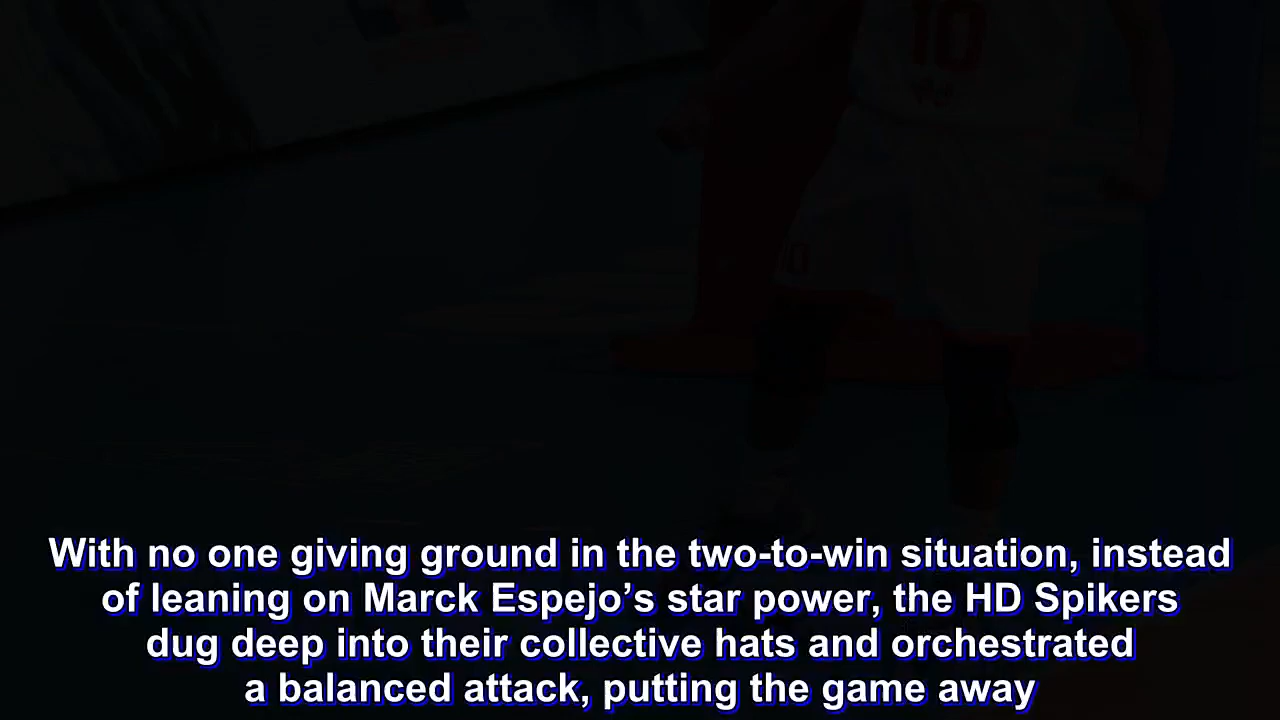 10
With no one giving ground in the two-to-win situation, instead
of leaning on Marck Espejo’s star power, the HD Spikers
dug deep into their collective hats and orchestrated
a balanced attack, putting the game away